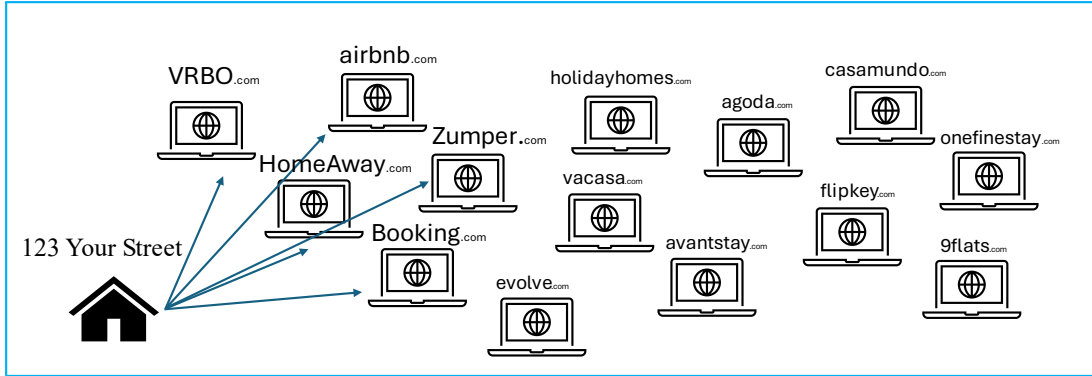 VRBO.com
airbnb.com
holidayhomes.com
casamundo.com
agoda.com
Zumper.com
onefinestay.com
HomeAway.com
vacasa.com
flipkey.com
123 Your Street
Booking.com
avantstay.com
9flats.com
evolve.com